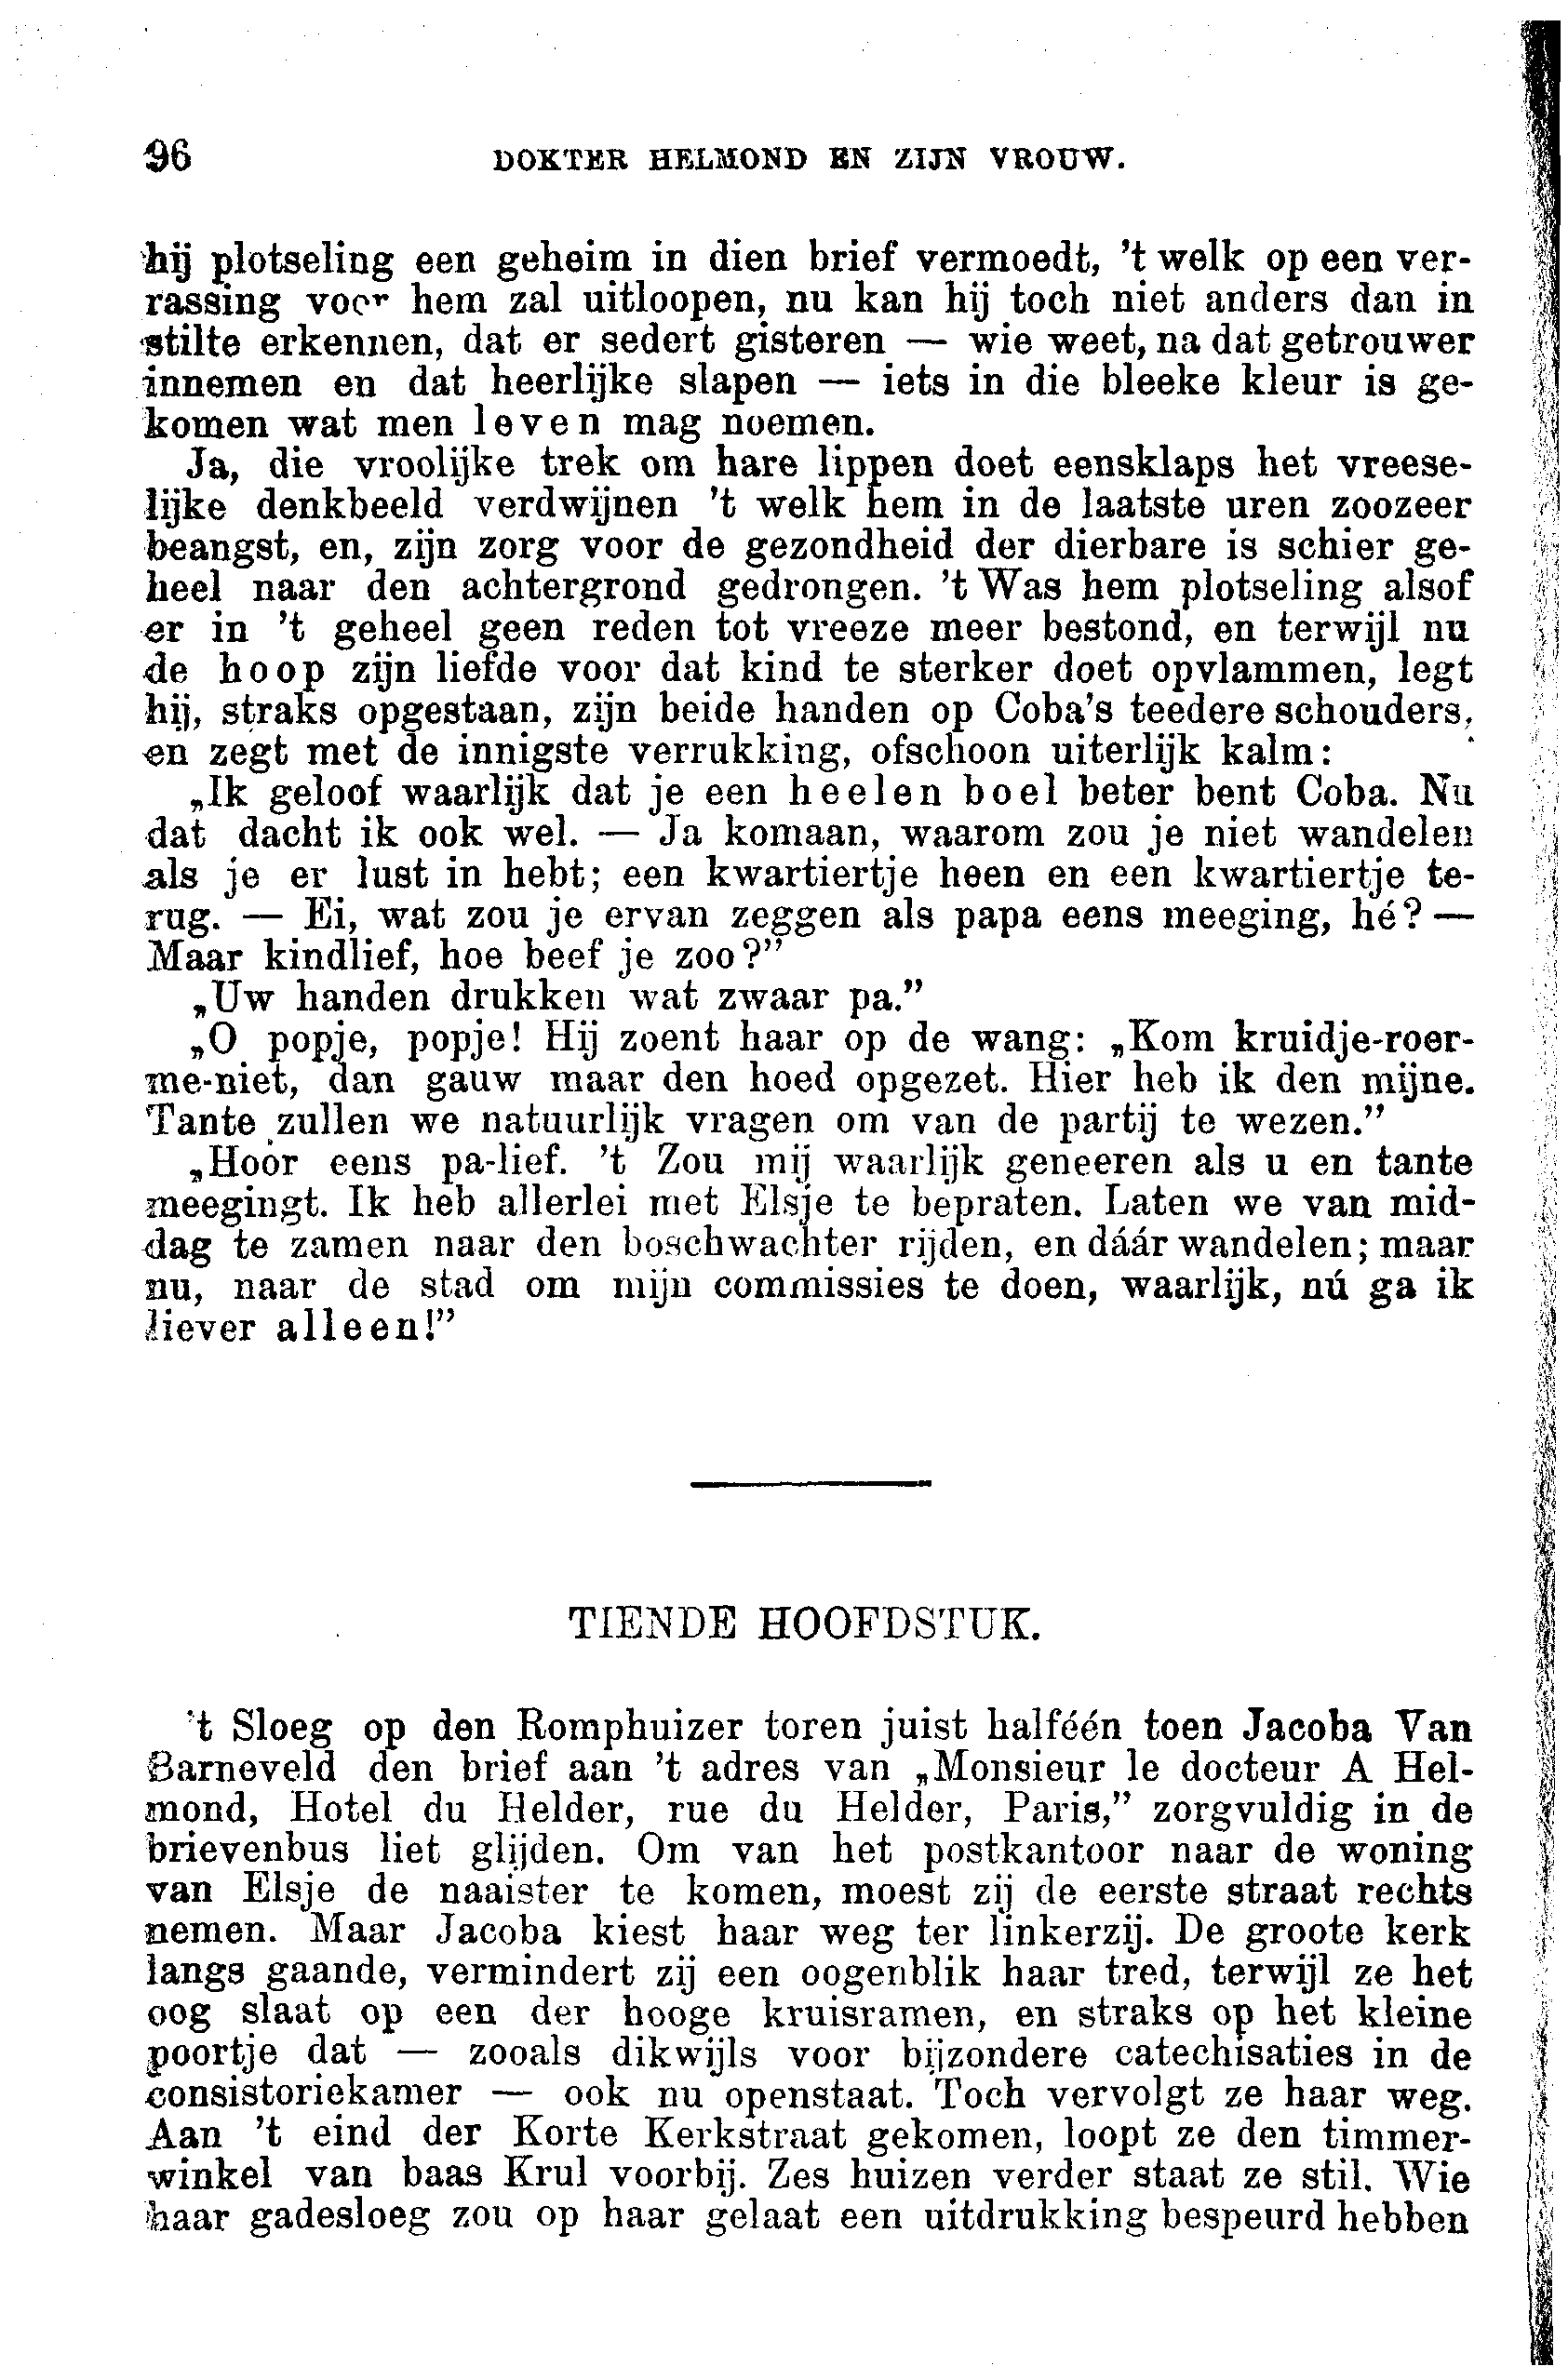 96 DOKTER HELMOND EN ZIJN VROUW.
hij plotseling een geheim in dien brief vermoedt, 't welk op een ver-
rassing voor hem zal uitloopen, nu kan hij toch niet anders dan in
stilte erkennen, dat er sedert gisteren — wie weet, na dat getrouwer
innemen en dat heerlijke slapen — iets in die bleeke kleur is ge-
komen wat men leven mag noemen.
Ja, die vroolijke trek om hare lippen doet eensklaps het vreese-
lijke denkbeeld verdwijnen 't welk hem in de laatste uren zoozeer
beangst, en, zijn zorg voor de gezondheid der dierbare is schier ge-
heel naar den achtergrond gedrongen. 't Was hem plotseling alsof
er in 't geheel geen reden tot vreeze meer bestond, en terwijl nu
de hoop zijn liefde voor dat kind te sterker doet opvlammen, legt
hij, straks opgestaan, zijn beide handen op Coba's teedere schouders,
en zegt met de innigste verrukking, ofschoon uiterlijk kalm:
„Ik geloof waarlijk dat je een heelen boel beter bent Coba. Nu
dat dacht ik ook wel. — Ja komaan, waarom zou je niet wandelen
als je er lust in hebt; een kwartiertje heen en een kwartiertje te-
rug. — Ei, wat zou je ervan zeggen als papa eens meeging, hé? —
Maar kindlief, hoe beef je zoo?”
„Uw handen drukken wat zwaar pa.”
„O popje, popje! Hij zoent haar op de wang: „Kom kruidje-roer-
me-niet, dan gauw maar den hoed opgezet. Hier heb ik den mijne.
Tante zullen we natuurlijk vragen om van de partij te wezen.”
„Hoor eens pa-lief. 't Zou mij waarlijk geneeren als u en tante
meegingt. Ik heb allerlei met Elsje te bepraten. Laten we van mid-
dag te zamen naar den boschwachter rijden, en dáár wandelen; maar
nu, naar de stad om mijn commissies te doen, waarlijk, nú ga ik
liever alleen!”
TIENDE HOOFDSTUK.
't Sloeg op den Romphuizer toren juist halféén toen Jacoba Van
Barneveld den brief aan 't adres van „Monsieur le docteur A Hel-
mond, Hotel du Helder, rue du Helder, Paris,” zorgvuldig in de
brievenbus liet glijden. Om van het postkantoor naar de woning
van Elsje de naaister te komen, moest zij de eerste straat rechts
nemen. Maar Jacoba kiest haar weg ter linkerzij. De groote kerk
langs gaande, vermindert zij een oogenblik haar tred, terwijl ze het
oog slaat op een der hooge kruisramen, en straks op het kleine
poortje dat — zooals dikwijls voor bijzondere catechisaties in de
consistoriekamer — ook nu openstaat. Toch vervolgt ze haar weg.
Aan 't eind der Korte Kerkstraat gekomen, loopt ze den timmer-
winkel van baas Krul voorbij. Zes huizen verder staat ze stil. Wie
haar gadesloeg zou op haar gelaat een uitdrukking bespeurd hebben